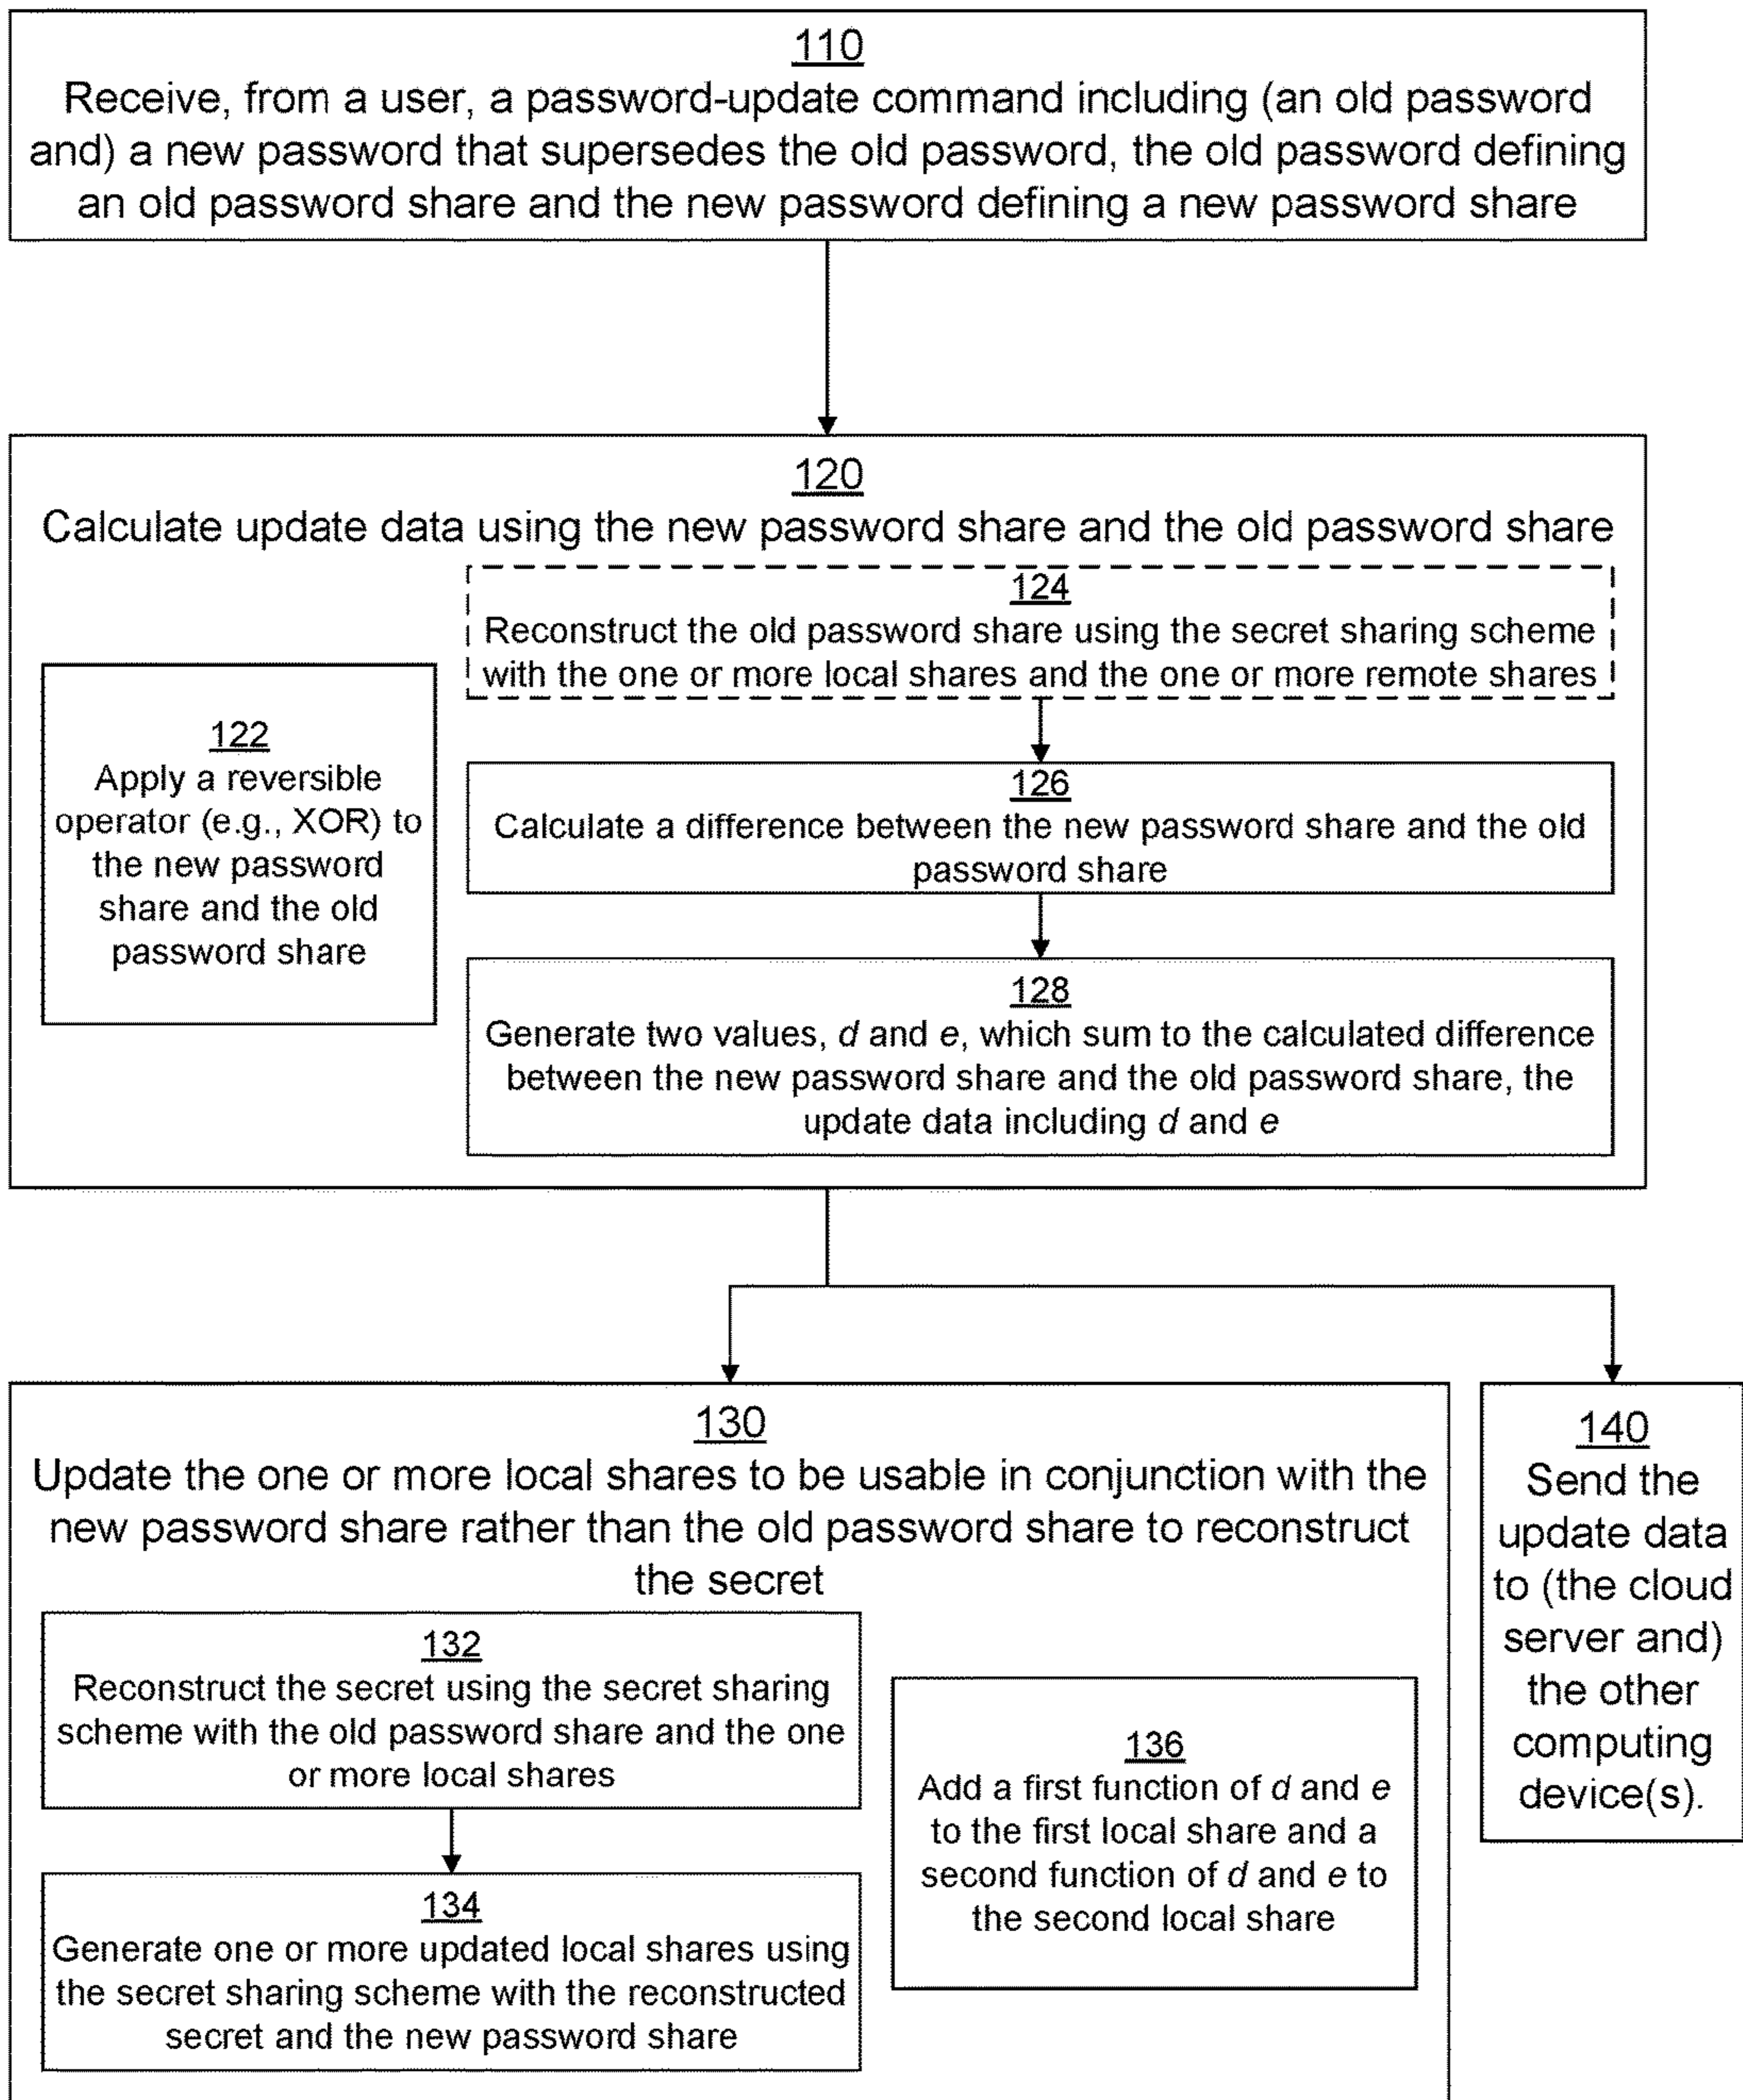 110
Receive, from a user, a password-update command including (an old password
and) a new password that supersedes the old password, the old password defining
an old password share and the new password defining a new password share
120
Calculate update data using the new password share and the old password share
122
Apply a reversible
operator (e.g., XOR) to
the new password
share and the old
password share
124
Reconstruct the old password share using the secret sharing scheme
with the one or more local shares and the one or more remote shares
126
Calculate a difference between the new password share and the old
password share
128
Generate two values, d and e, which sum to the calculated difference
between the new password share and the old password share, the
update data including d and e
130
Update the one or more local shares to be usable in conjunction with the
new password share rather than the old password share to reconstruct
the secret
132
Reconstruct the secret using the secret sharing
scheme with the old password share and the one
or more local shares
134
Generate one or more updated local shares using
the secret sharing scheme with the reconstructed
secret and the new password share
136
Add a first function of d and e
to the first local share and a
second function of d and e to
the second local share
140
Send the
update data
to (the cloud
server and)
the other
computing
device(s).